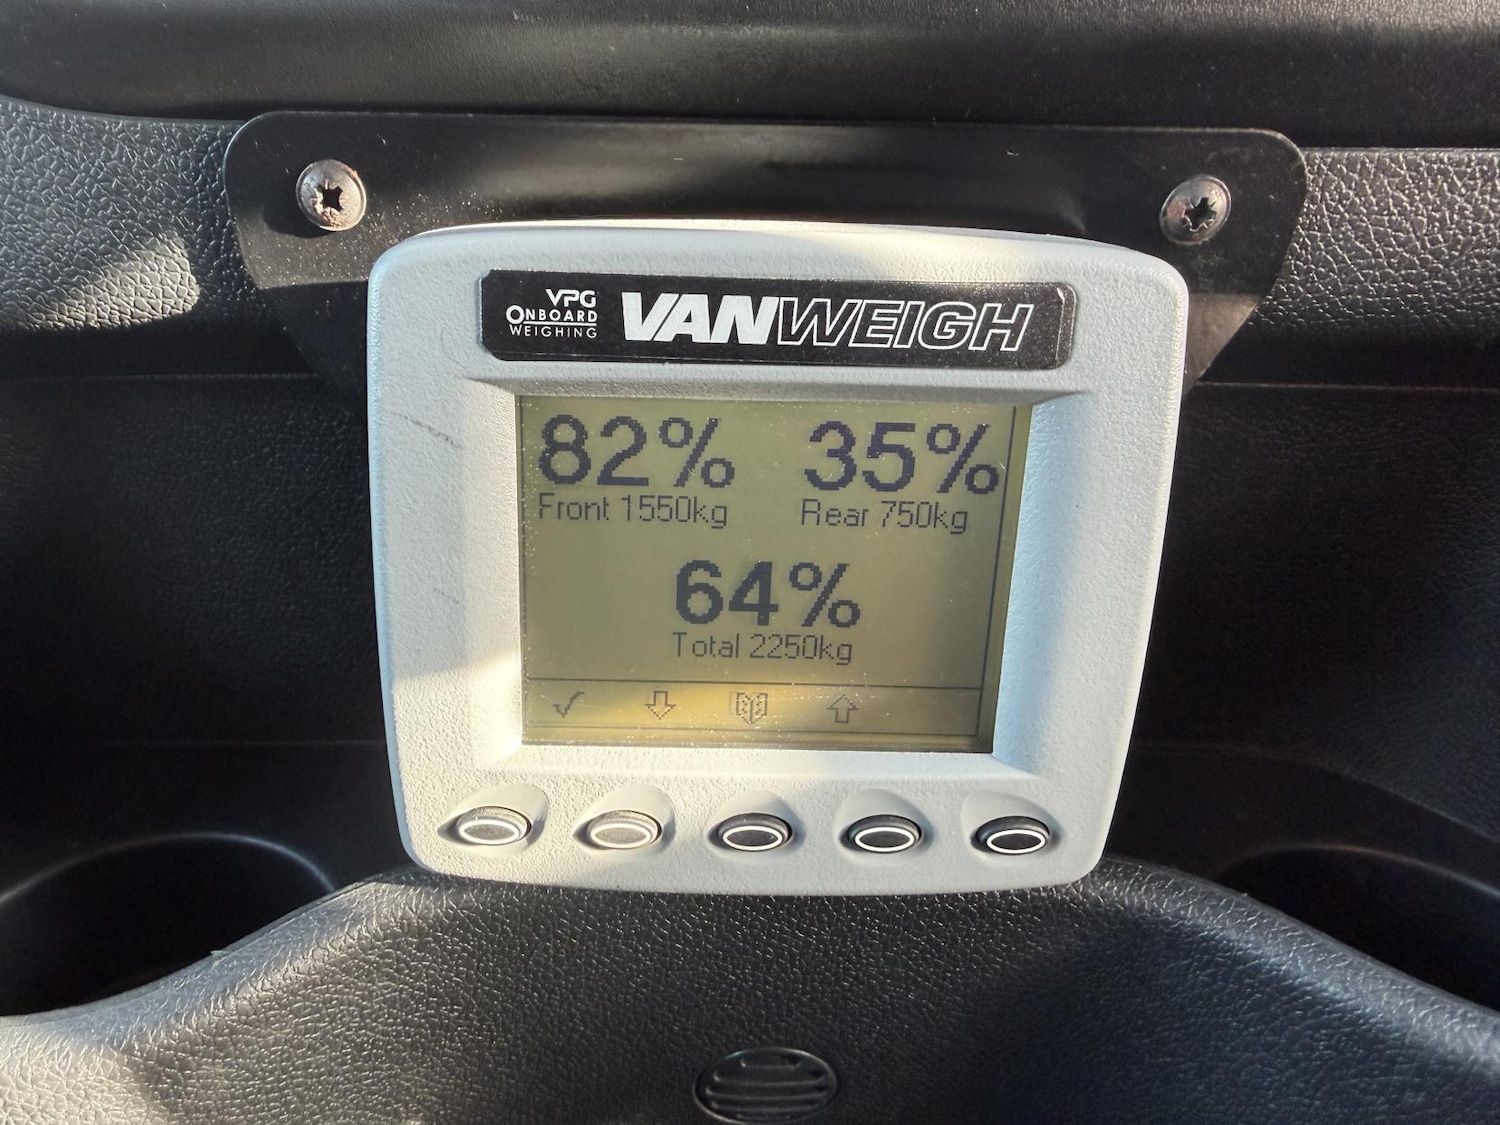 VPG
ONBOARD
WEIGHING
VANWEIGH
82% 35%
Front 1550kg Rear 750kg
64%
Total 2250kg